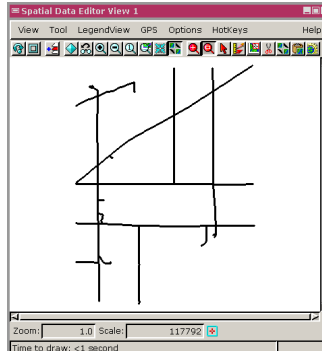 Spatial Data Editor View 1
View Tool LegendView GPS Options HotKeys Help
Zoom: 1.0 Scale: 117792
Time to draw: <1 second